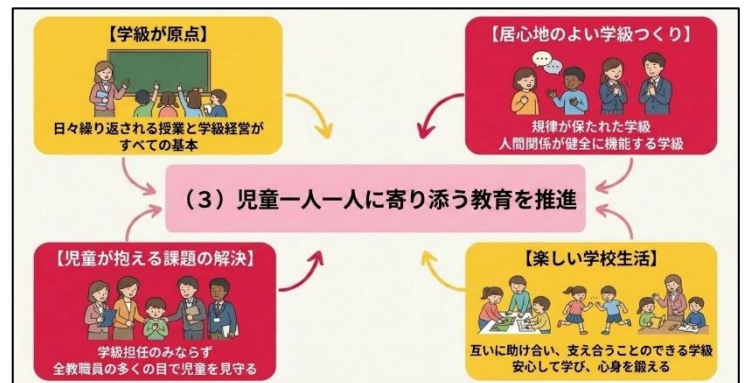 【学級が原点】
日々繰り返される授業と学級経営が
すべての基本
【居心地のよい学級つくり】
規律が保たれた学級
人間関係が健全に機能する学級
（３）児童一人一人に寄り添う教育を推進
【児童が抱える課題の解決】
学級担任のみならず
全教職員の多くの目で児童を見守る
【楽しい学校生活】
互いに助け合い、支え合うことのできる学級
安心して学び、心身を鍛える